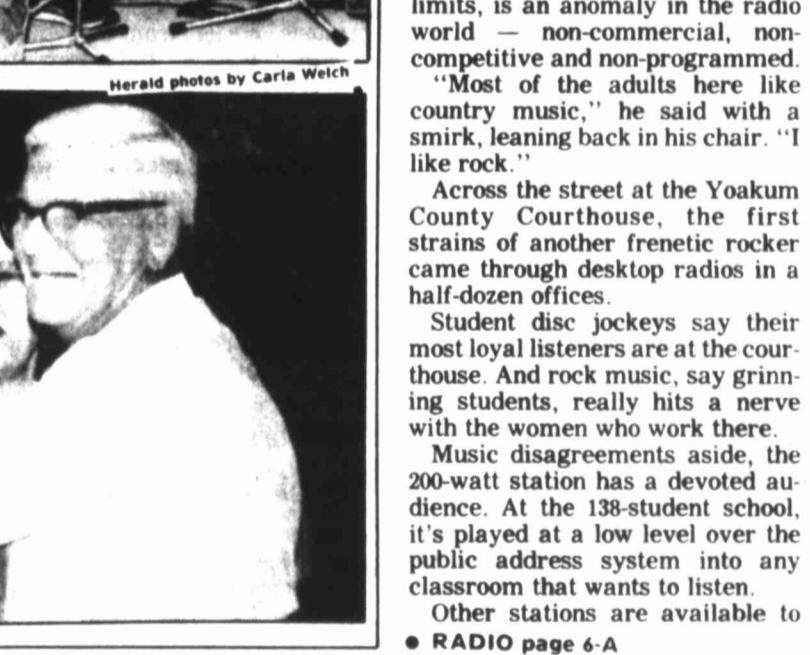 Herald photos by Carla Welch
limits, is an anomaly in the radio
world — non-commercial, non-
competitive and non-programmed.
"Most of the adults here like
country music," he said with a
smirk, leaning back in his chair. "I
like rock."
Across the street at the Yoakum
County Courthouse, the first
strains of another frenetic rocker
came through desktop radios in a
half-dozen offices.
Student disc jockeys say their
most loyal listeners are at the cour-
thouse. And rock music, say grinn-
ing students, really hits a nerve
with the women who work there.
Music disagreements aside, the
200-watt station has a devoted au-
dience. At the 138-student school,
it's played at a low level over the
public address system into any
classroom that wants to listen.
Other stations are available to
● RADIO page 6-A